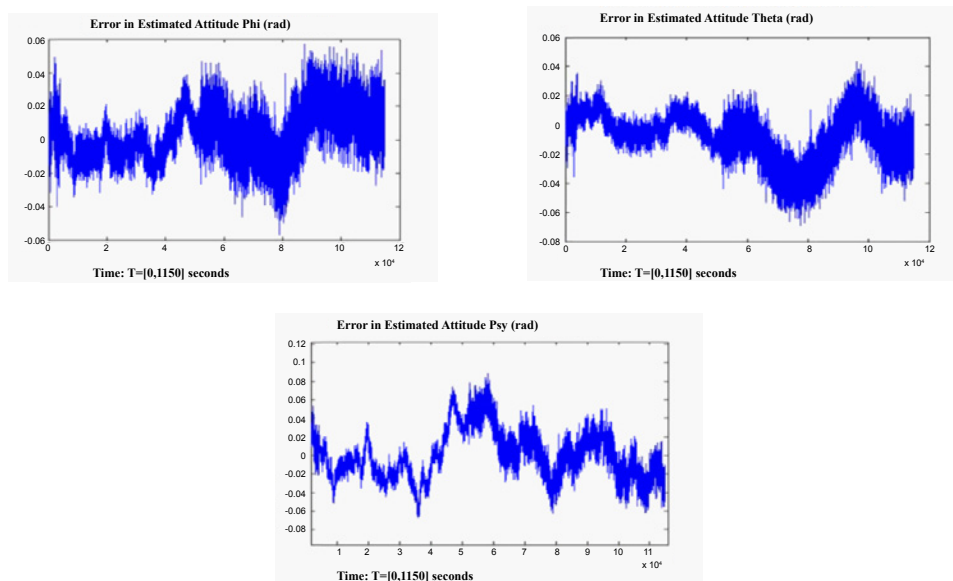 Error in Estimated Attitude Phi (rad)
0.06
0.04
0.02
0
-0.02
-0.04
-0.06
0 2 4 6 8 10 12
x 10⁴
Time: T=[0,1150] seconds
Error in Estimated Attitude Theta (rad)
0.06
0.04
0.02
0
-0.02
-0.04
-0.06
-0.08
0 2 4 6 8 10 12
x 10⁴
Time: T=[0,1150] seconds
Error in Estimated Attitude Psy (rad)
0.12
0.1
0.08
0.06
0.04
0.02
0
-0.02
-0.04
-0.06
-0.08
1 2 3 4 5 6 7 8 9 10 11
x 10⁴
Time: T=[0,1150] seconds